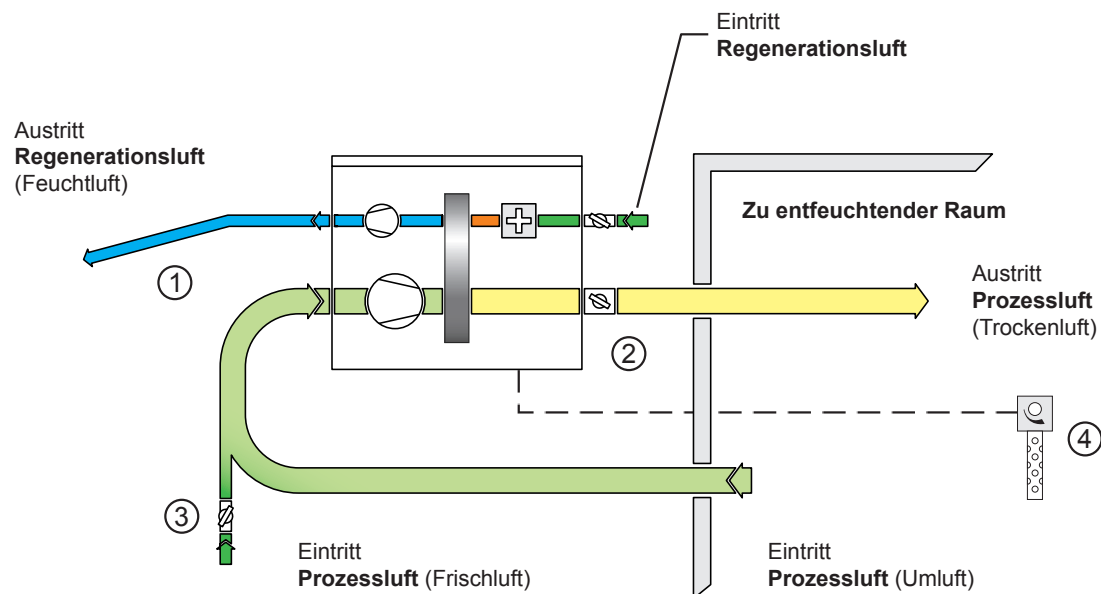 Eintritt
Regenerationsluft
Austritt
Regenerationsluft
(Feuchtluft)
Zu entfeuchtender Raum
1
Austritt
Prozessluft
(Trockenluft)
2
4
3
Eintritt
Prozessluft (Frischluft)
Eintritt
Prozessluft (Umluft)